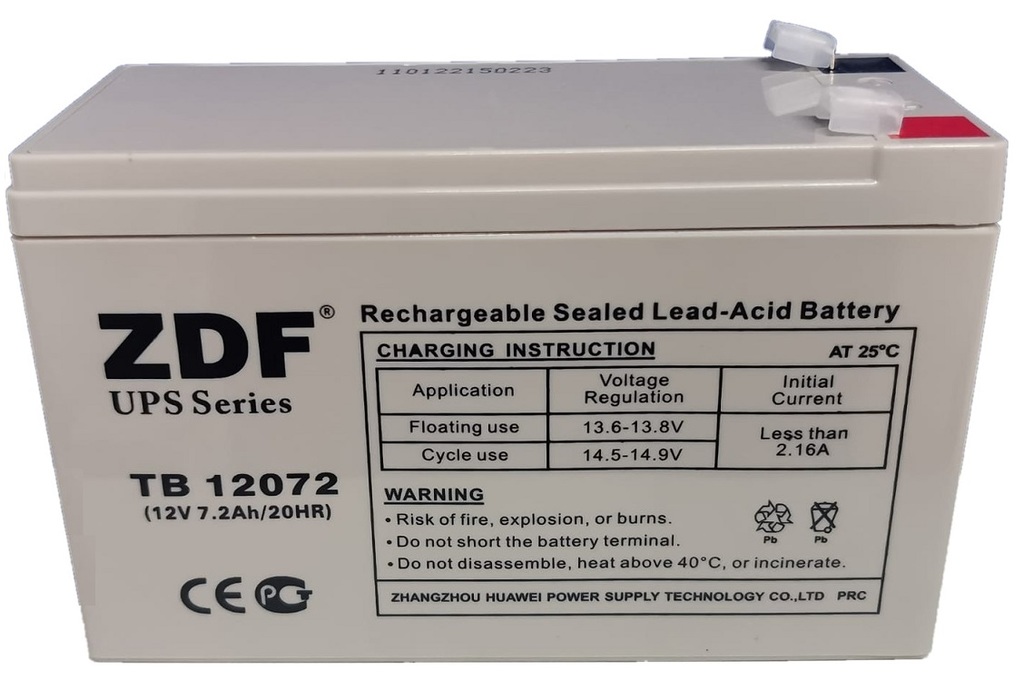 110122150223
ZDF®
UPS Series
TB 12072
(12V 7.2Ah/20HR)
CE PCT
Rechargeable Sealed Lead-Acid Battery
CHARGING INSTRUCTION AT 25°C
Application Voltage Regulation Initial Current
Floating use 13.6-13.8V Less than 2.16A
Cycle use 14.5-14.9V
WARNING
• Risk of fire, explosion, or burns.
• Do not short the battery terminal.
• Do not disassemble, heat above 40°C, or incinerate.
Pb Pb
ZHANGZHOU HUAWEI POWER SUPPLY TECHNOLOGY CO.,LTD PRC